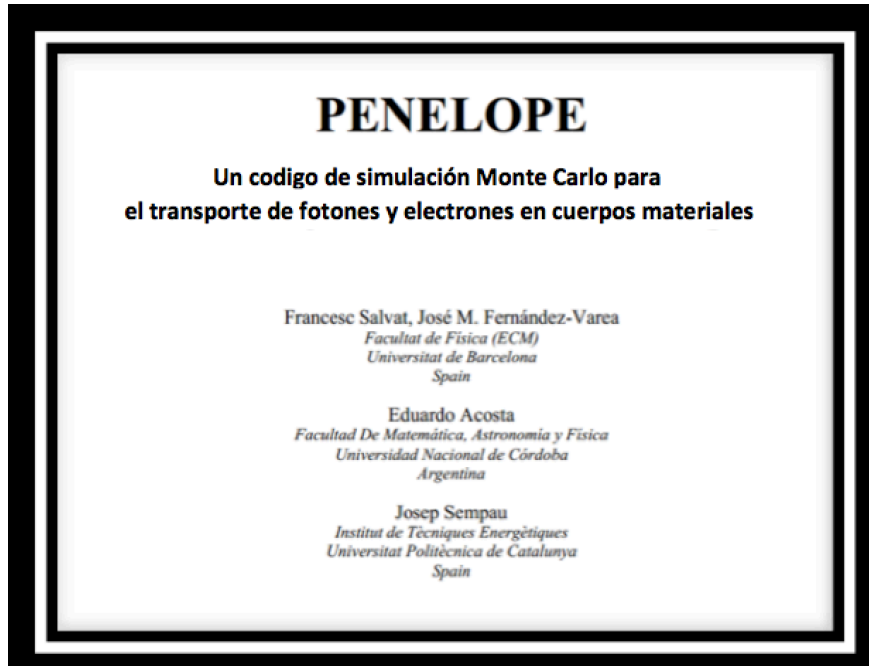 PENELOPE
Un codigo de simulación Monte Carlo para
el transporte de fotones y electrones en cuerpos materiales
Francesc Salvat, José M. Fernández-Varea
Facultat de Física (ECM)
Universitat de Barcelona
Spain
Eduardo Acosta
Facultad De Matemática, Astronomía y Física
Universidad Nacional de Córdoba
Argentina
Josep Sempau
Institut de Tècniques Energètiques
Universitat Politècnica de Catalunya
Spain